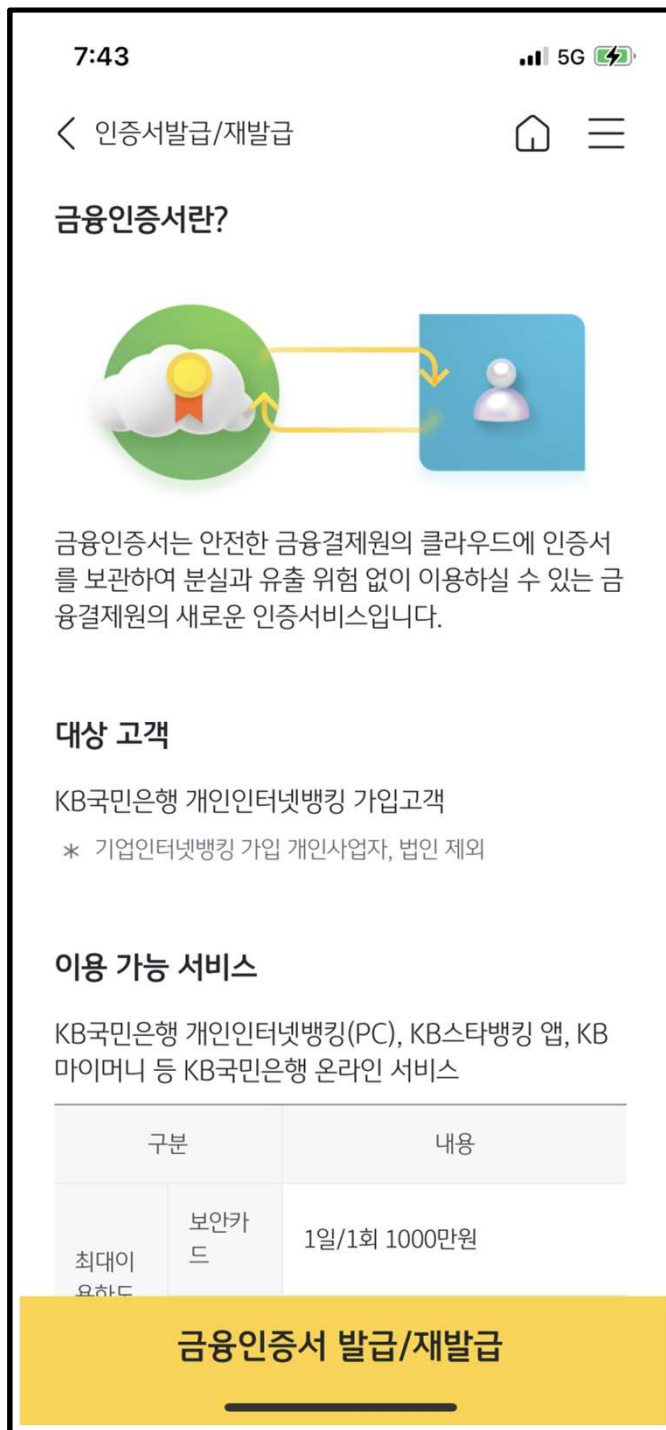 7:43
5G
인증서발급/재발급
금융인증서란?
금융인증서는 안전한 금융결제원의 클라우드에 인증서
를 보관하여 분실과 유출 위험 없이 이용하실 수 있는 금
융결제원의 새로운 인증서비스입니다.
대상 고객
KB국민은행 개인인터넷뱅킹 가입고객
* 기업인터넷뱅킹 가입 개인사업자, 법인 제외
이용 가능 서비스
KB국민은행 개인인터넷뱅킹(PC), KB스타뱅킹 앱, KB
마이머니 등 KB국민은행 온라인 서비스
구분 내용
보안카
드
1일/1회 1000만원
최대이
용한도
금융인증서 발급/재발급